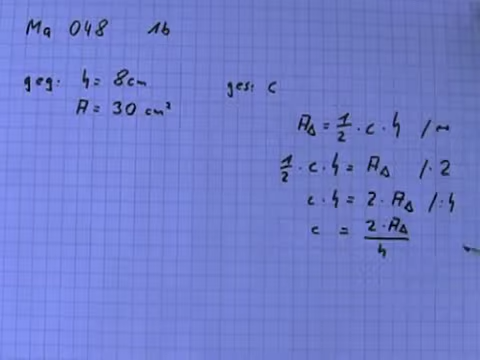 Ma 048 1b
geg: h = 8cm ges: c
A = 30 cm²
A△ = 1/2 · c · h / ~
1/2 · c · h = A△ / · 2
c · h = 2 · A△ / : h
c = 2 · A△ / h